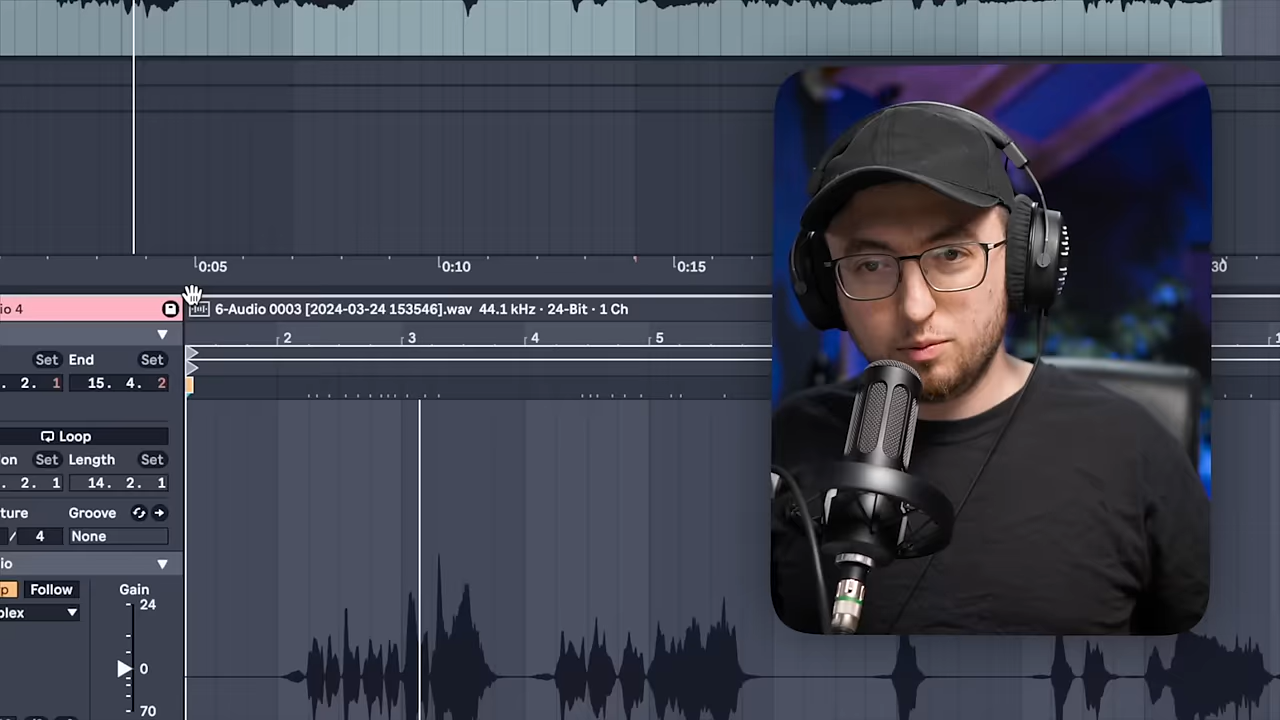 0:05 0:10 0:15 30
io 4 6-Audio 0003 [2024-03-24 153546].wav 44.1 kHz · 24-Bit · 1 Ch
2 3 4 5 1
Set End Set
. 2. 1 15. 4. 2
Loop
on Set Length Set
. 2. 1 14. 2. 1
ture Groove
/ 4 None
io
p Follow Gain
plex 24
0
70